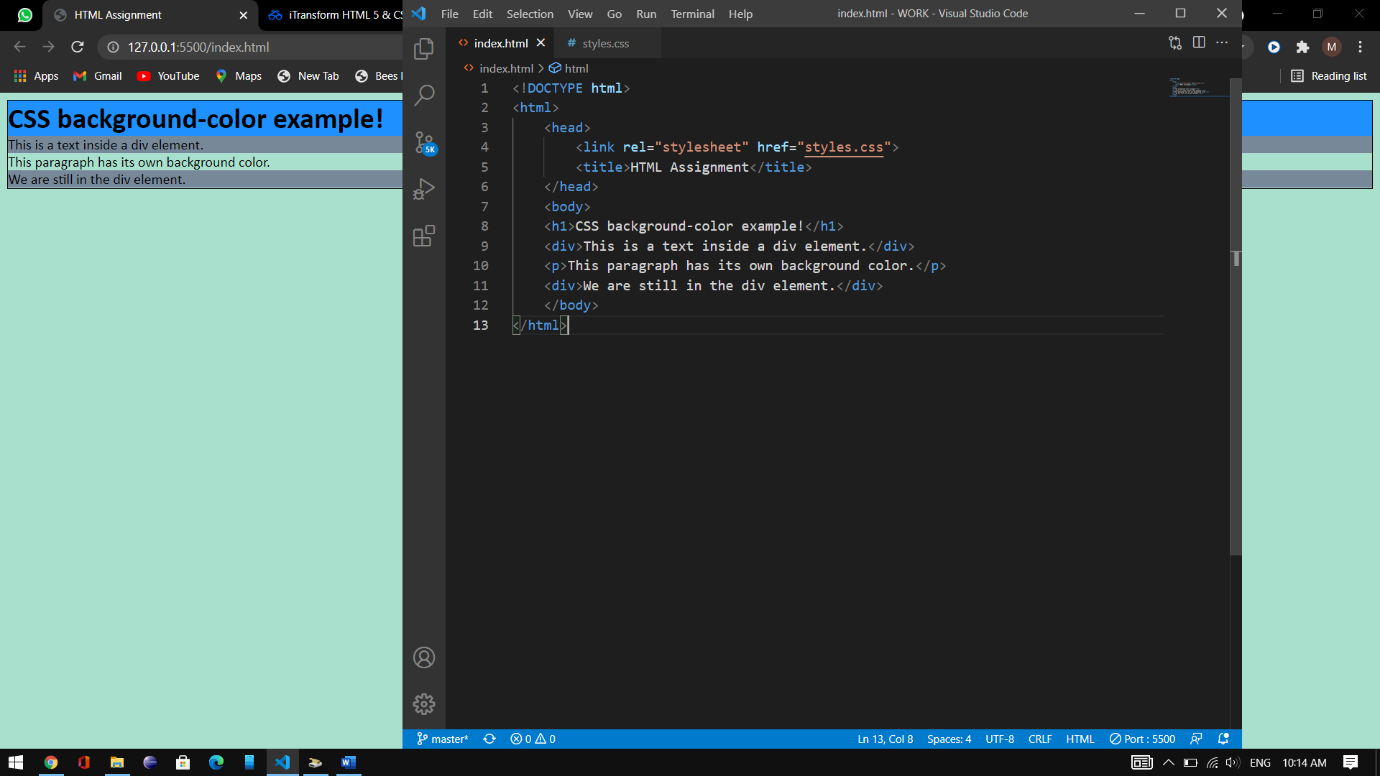 HTML Assignment
iTransform HTML 5 & CS
127.0.0.1:5500/index.html
Apps Gmail YouTube Maps New Tab Bees
M
Reading list
CSS background-color example!
This is a text inside a div element.
This paragraph has its own background color.
We are still in the div element.
File Edit Selection View Go Run Terminal Help
index.html - WORK - Visual Studio Code
index.html
# styles.css
index.html > html
5K
1 <!DOCTYPE html>
2 <html>
3 <head>
4 <link rel="stylesheet" href="styles.css">
5 <title>HTML Assignment</title>
6 </head>
7 <body>
8 <h1>CSS background-color example!</h1>
9 <div>This is a text inside a div element.</div>
10 <p>This paragraph has its own background color.</p>
11 <div>We are still in the div element.</div>
12 </body>
13 </html>
master* 0 0
Ln 13, Col 8 Spaces: 4 UTF-8 CRLF HTML Port : 5500
ENG 10:14 AM